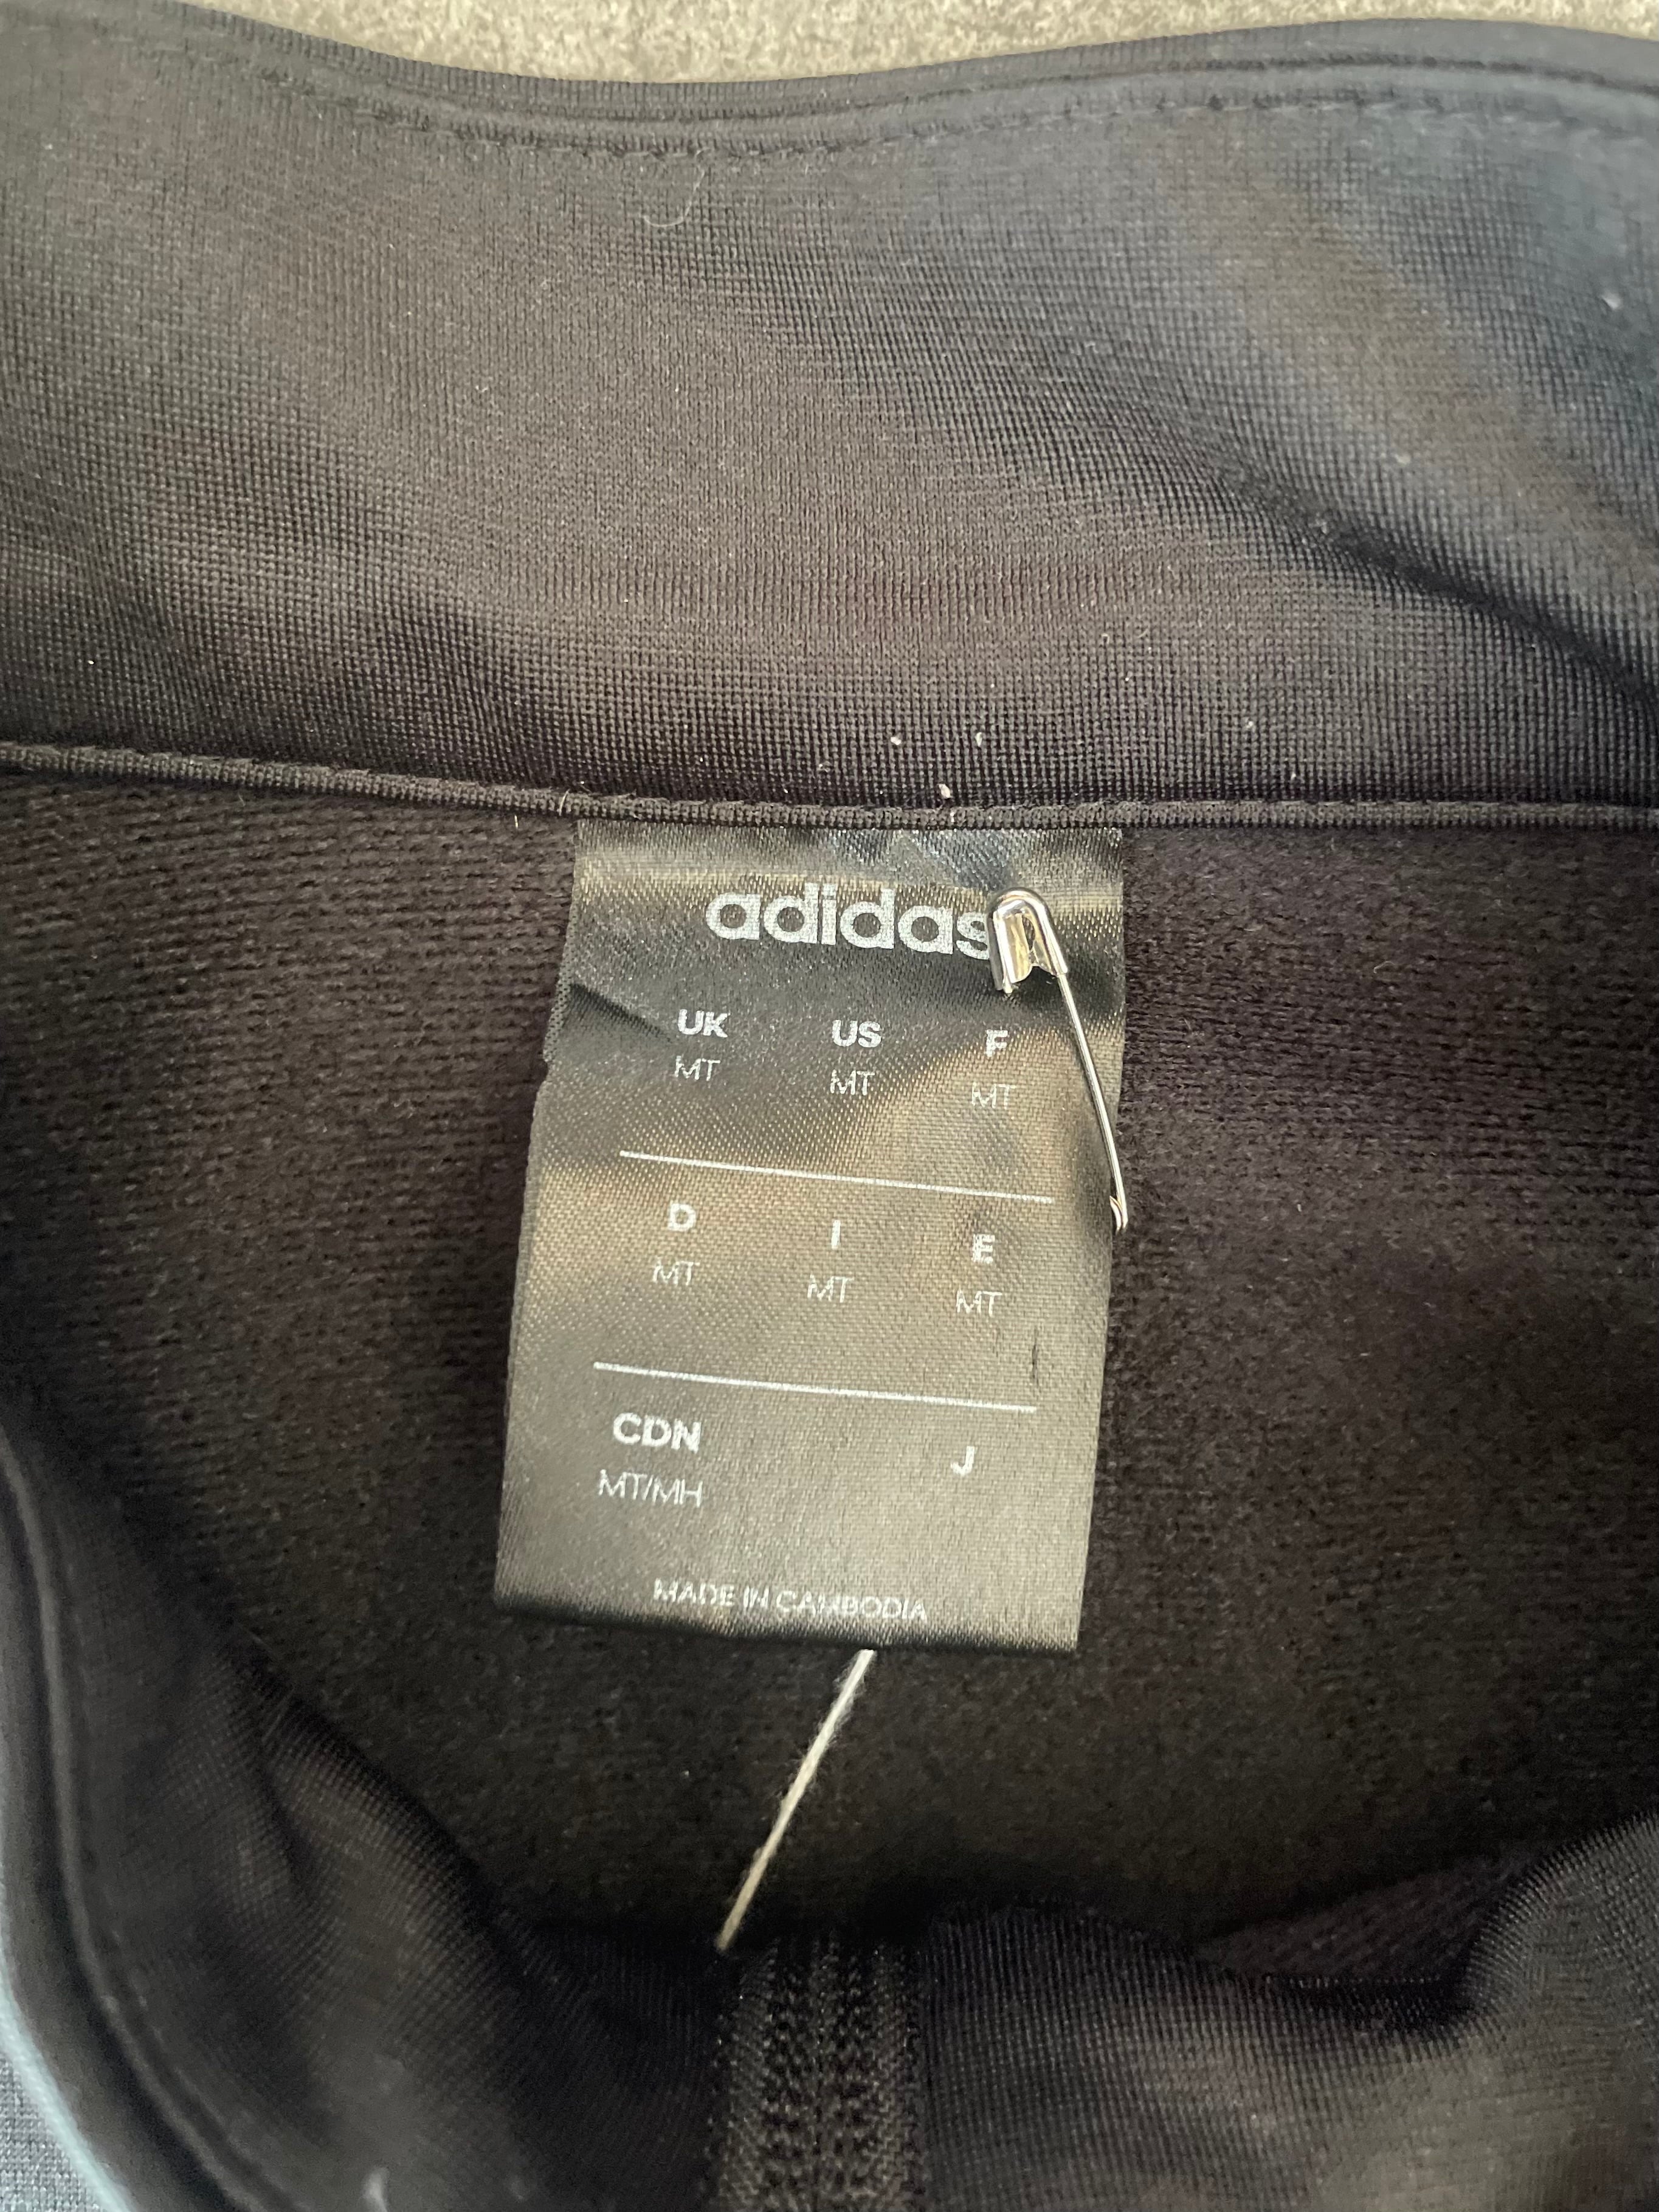 adidas
UK US F
MT MT MT
D I E
MT MT MT
CDN J
MT/MH
MADE IN CAMBODIA